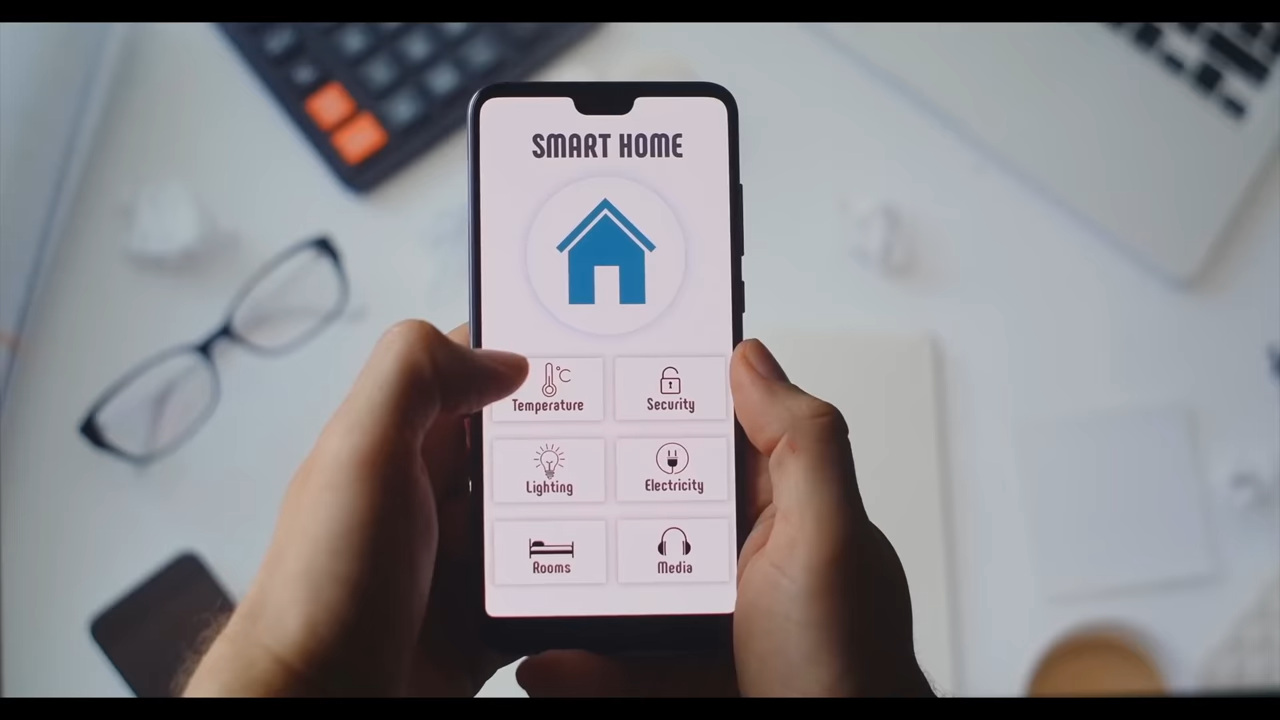 SMART HOME
°C
Temperature
Security
Lighting
Electricity
Rooms
Media